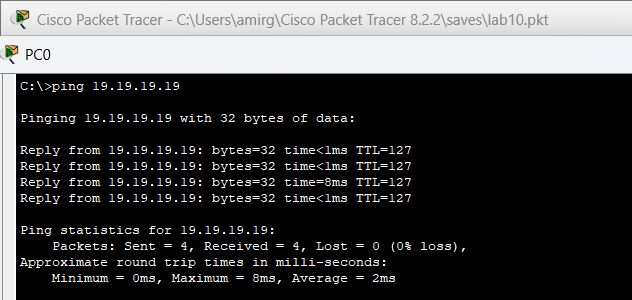 Cisco Packet Tracer - C:\Users\amirg\Cisco Packet Tracer 8.2.2\saves\lab10.pkt
PC0
C:\>ping 19.19.19.19
Pinging 19.19.19.19 with 32 bytes of data:
Reply from 19.19.19.19: bytes=32 time<1ms TTL=127
Reply from 19.19.19.19: bytes=32 time<1ms TTL=127
Reply from 19.19.19.19: bytes=32 time=8ms TTL=127
Reply from 19.19.19.19: bytes=32 time<1ms TTL=127
Ping statistics for 19.19.19.19:
Packets: Sent = 4, Received = 4, Lost = 0 (0% loss),
Approximate round trip times in milli-seconds:
Minimum = 0ms, Maximum = 8ms, Average = 2ms